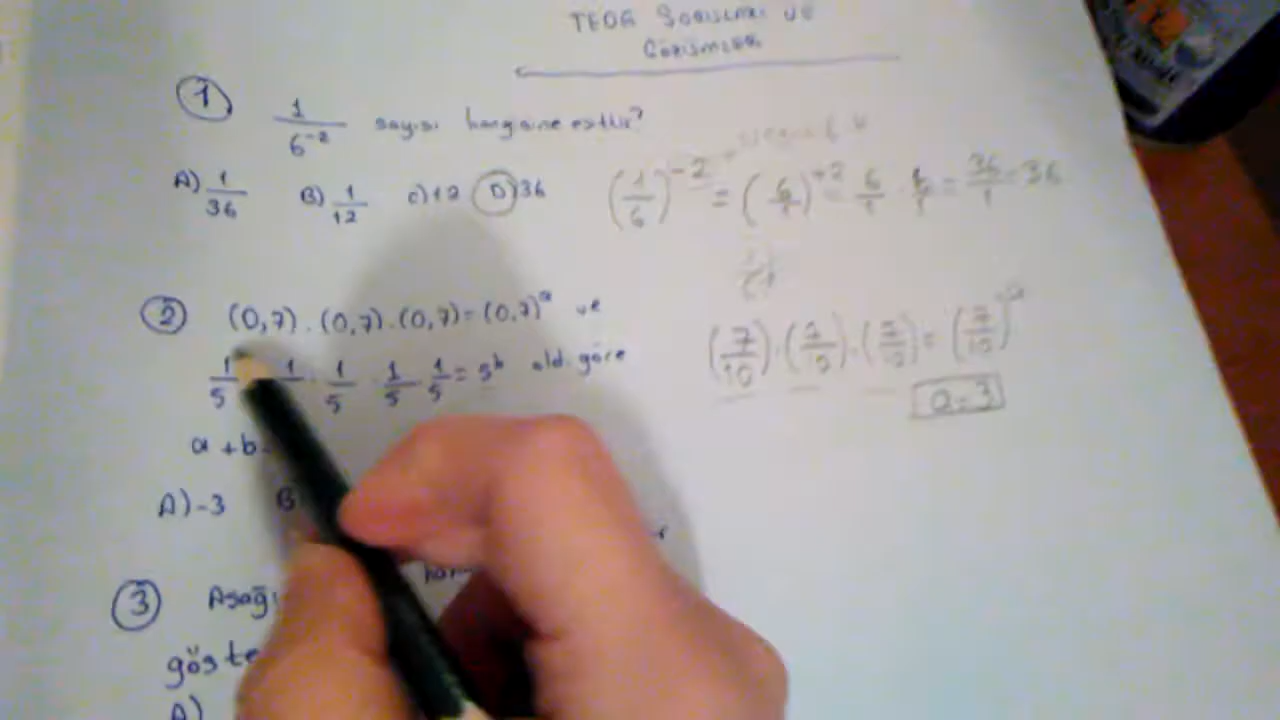 TEOG SORULARI VE
ÇÖZÜMLERİ
1
1/6⁻² sayısı hangisine eşittir?
A) 1/36 B) 1/12 C) 12 D) 36
(1/6)⁻² = (6/1)⁺² = 6/1 . 6/1 = 36/1 = 36
2 (0,7) . (0,7) . (0,7) = (0,7)ᵃ ve
1/5 . 1/5 . 1/5 . 1/5 . 1/5 = 5ᵇ old. göre
a + b
A) -3 B
(7/10) . (7/10) . (7/10) = (7/10)ᵃ
a = 3
3 Aşağı
göste
A)